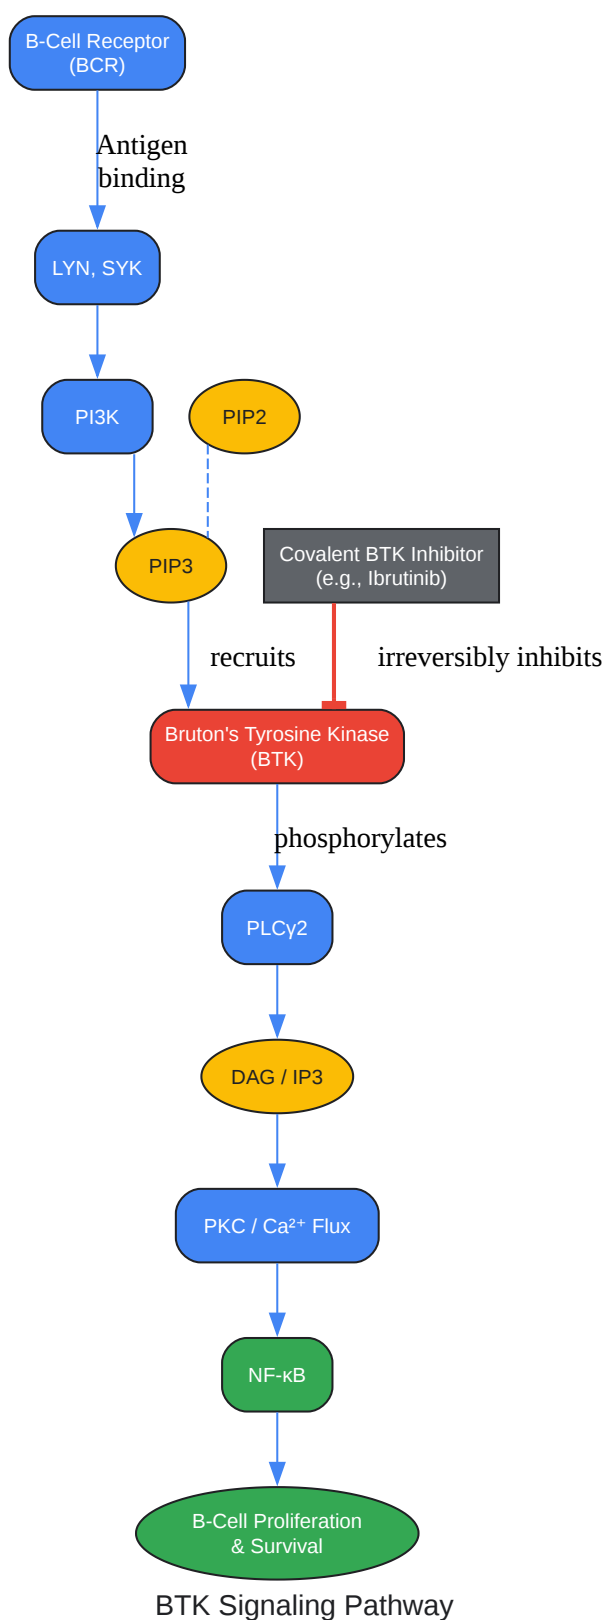 B-Cell Receptor
(BCR)
Antigen
binding
LYN, SYK
PI3K
PIP2
PIP3
Covalent BTK Inhibitor
(e.g., Ibrutinib)
recruits
irreversibly inhibits
Bruton's Tyrosine Kinase
(BTK)
phosphorylates
PLCγ2
DAG / IP3
PKC / Ca²⁺ Flux
NF-κB
B-Cell Proliferation
& Survival
BTK Signaling Pathway